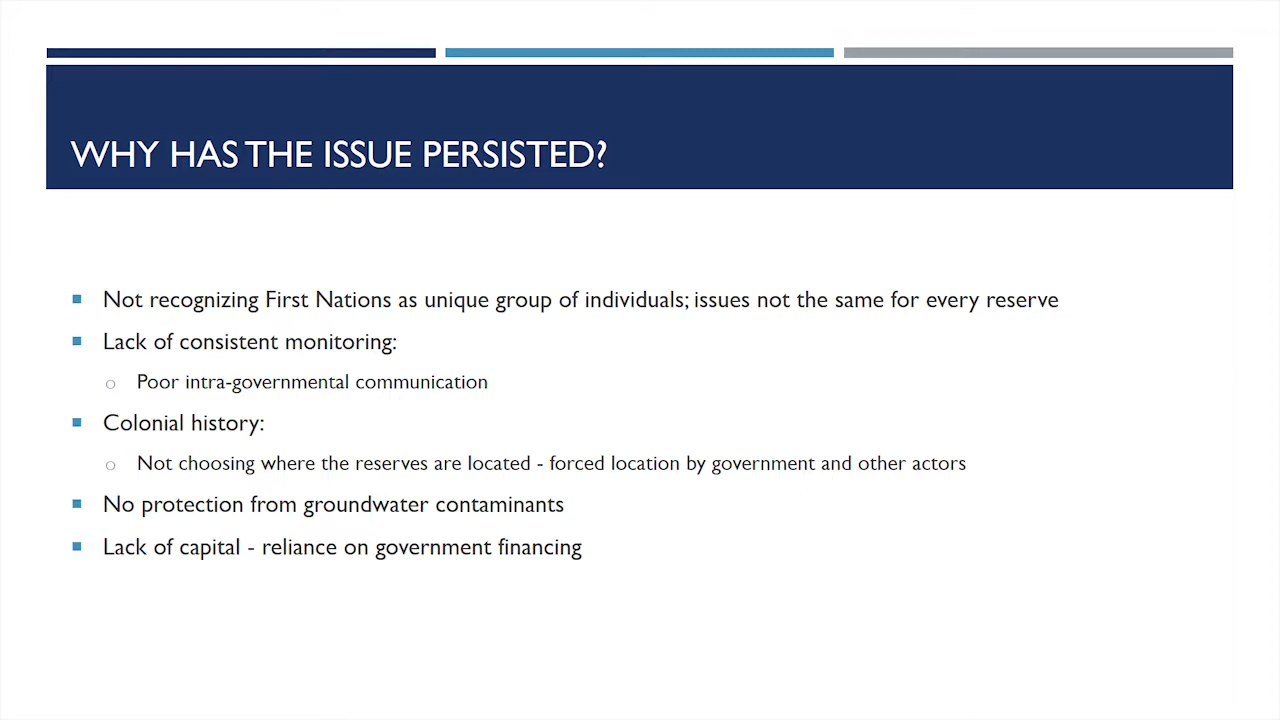 WHY HAS THE ISSUE PERSISTED?
Not recognizing First Nations as unique group of individuals; issues not the same for every reserve
Lack of consistent monitoring:
Poor intra-governmental communication
Colonial history:
Not choosing where the reserves are located - forced location by government and other actors
No protection from groundwater contaminants
Lack of capital - reliance on government financing